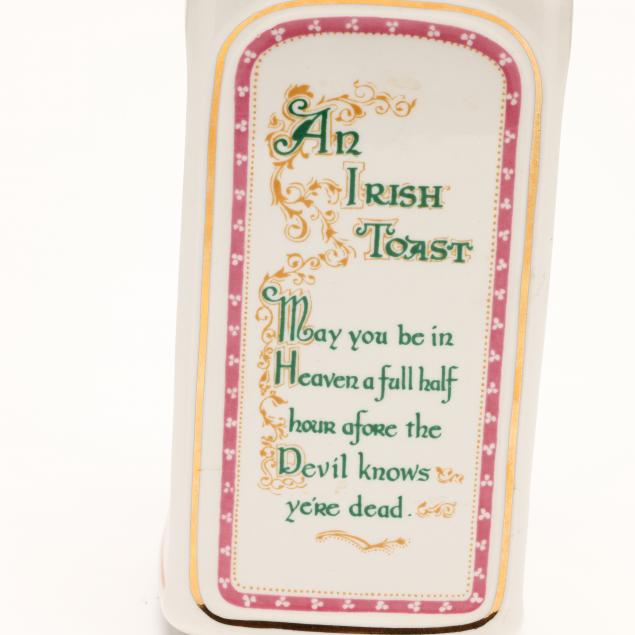 An
Irish
Toast
May you be in
Heaven a full half
hour afore the
Devil knows
ye're dead.